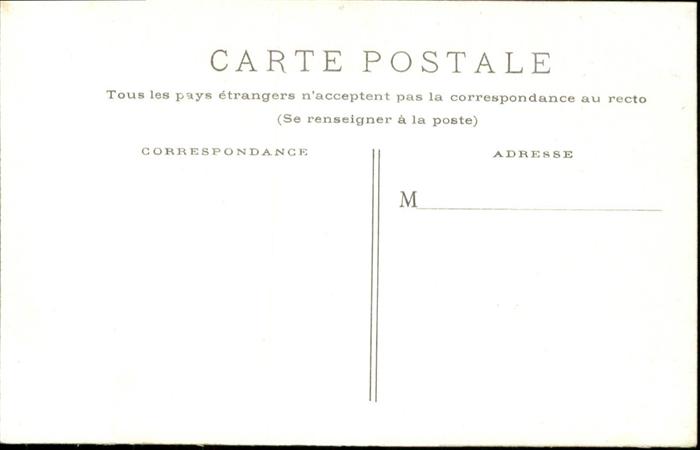 CARTE POSTALE
Tous les pays étrangers n'acceptent pas la correspondance au recto
(Se renseigner à la poste)
CORRESPONDANCE
ADRESSE
M